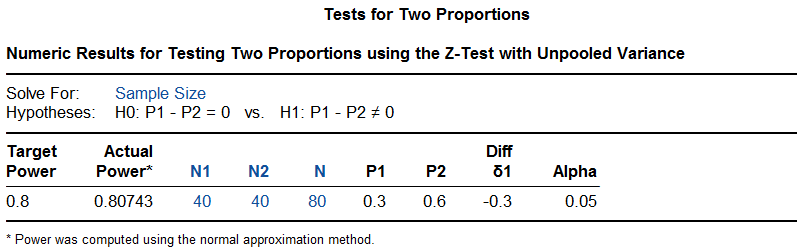 Tests for Two Proportions
Numeric Results for Testing Two Proportions using the Z-Test with Unpooled Variance
Solve For: Sample Size
Hypotheses: H0: P1 - P2 = 0 vs. H1: P1 - P2 ≠ 0
Target Actual Diff
Power Power* N1 N2 N P1 P2 δ1 Alpha
0.8 0.80743 40 40 80 0.3 0.6 -0.3 0.05
* Power was computed using the normal approximation method.